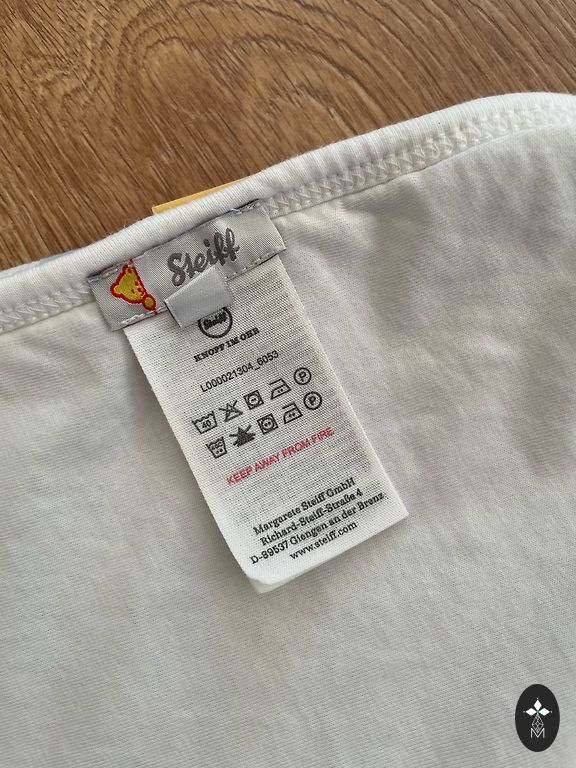 Steiff
Steiff
KNOPF IM OHR
L000021304_6053
40 P
P
KEEP AWAY FROM FIRE
Margarete Steiff GmbH
Richard-Steiff-Straße 4
D-89537 Giengen an der Brenz
www.steiff.com
M